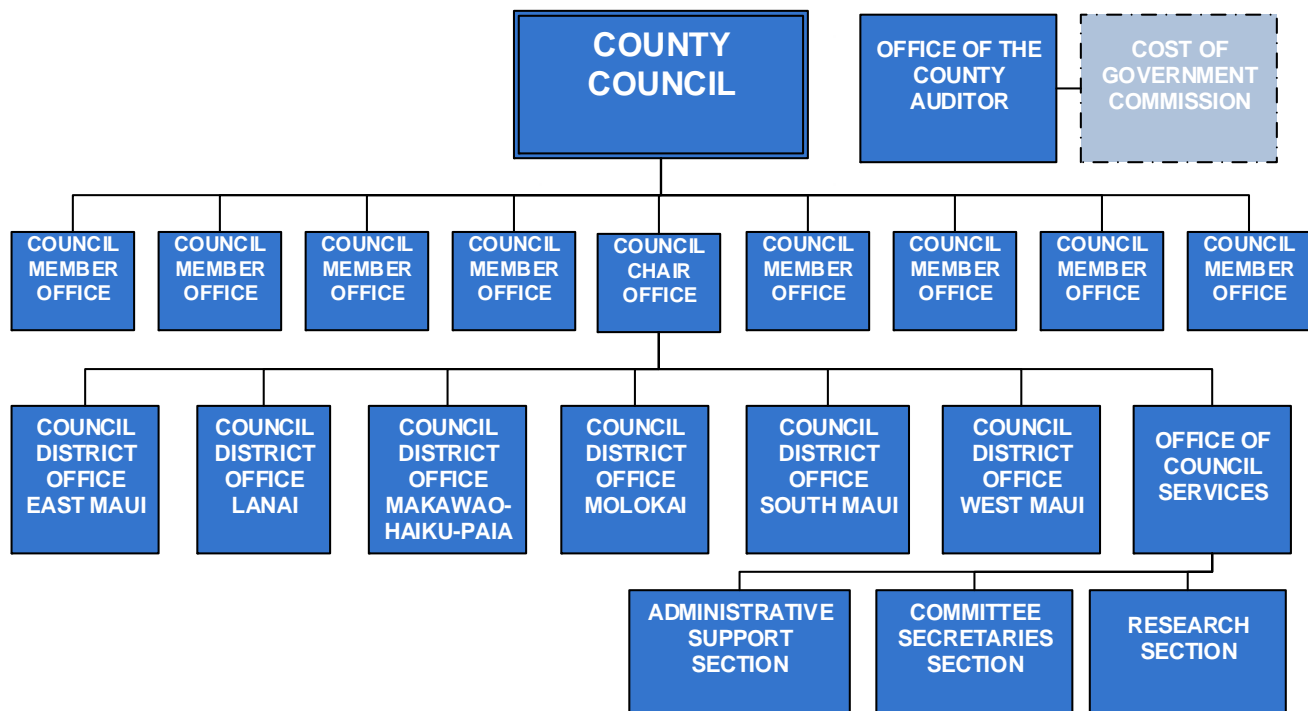 COUNTY
COUNCIL
OFFICE OF THE
COUNTY
AUDITOR
COST OF
GOVERNMENT
COMMISSION
COUNCIL
MEMBER
OFFICE
COUNCIL
MEMBER
OFFICE
COUNCIL
MEMBER
OFFICE
COUNCIL
MEMBER
OFFICE
COUNCIL
CHAIR
OFFICE
COUNCIL
MEMBER
OFFICE
COUNCIL
MEMBER
OFFICE
COUNCIL
MEMBER
OFFICE
COUNCIL
MEMBER
OFFICE
COUNCIL
DISTRICT
OFFICE
EAST MAUI
COUNCIL
DISTRICT
OFFICE
LANAI
COUNCIL
DISTRICT
OFFICE
MAKAWAO-
HAIKU-PAIA
COUNCIL
DISTRICT
OFFICE
MOLOKAI
COUNCIL
DISTRICT
OFFICE
SOUTH MAUI
COUNCIL
DISTRICT
OFFICE
WEST MAUI
OFFICE OF
COUNCIL
SERVICES
ADMINISTRATIVE
SUPPORT
SECTION
COMMITTEE
SECRETARIES
SECTION
RESEARCH
SECTION